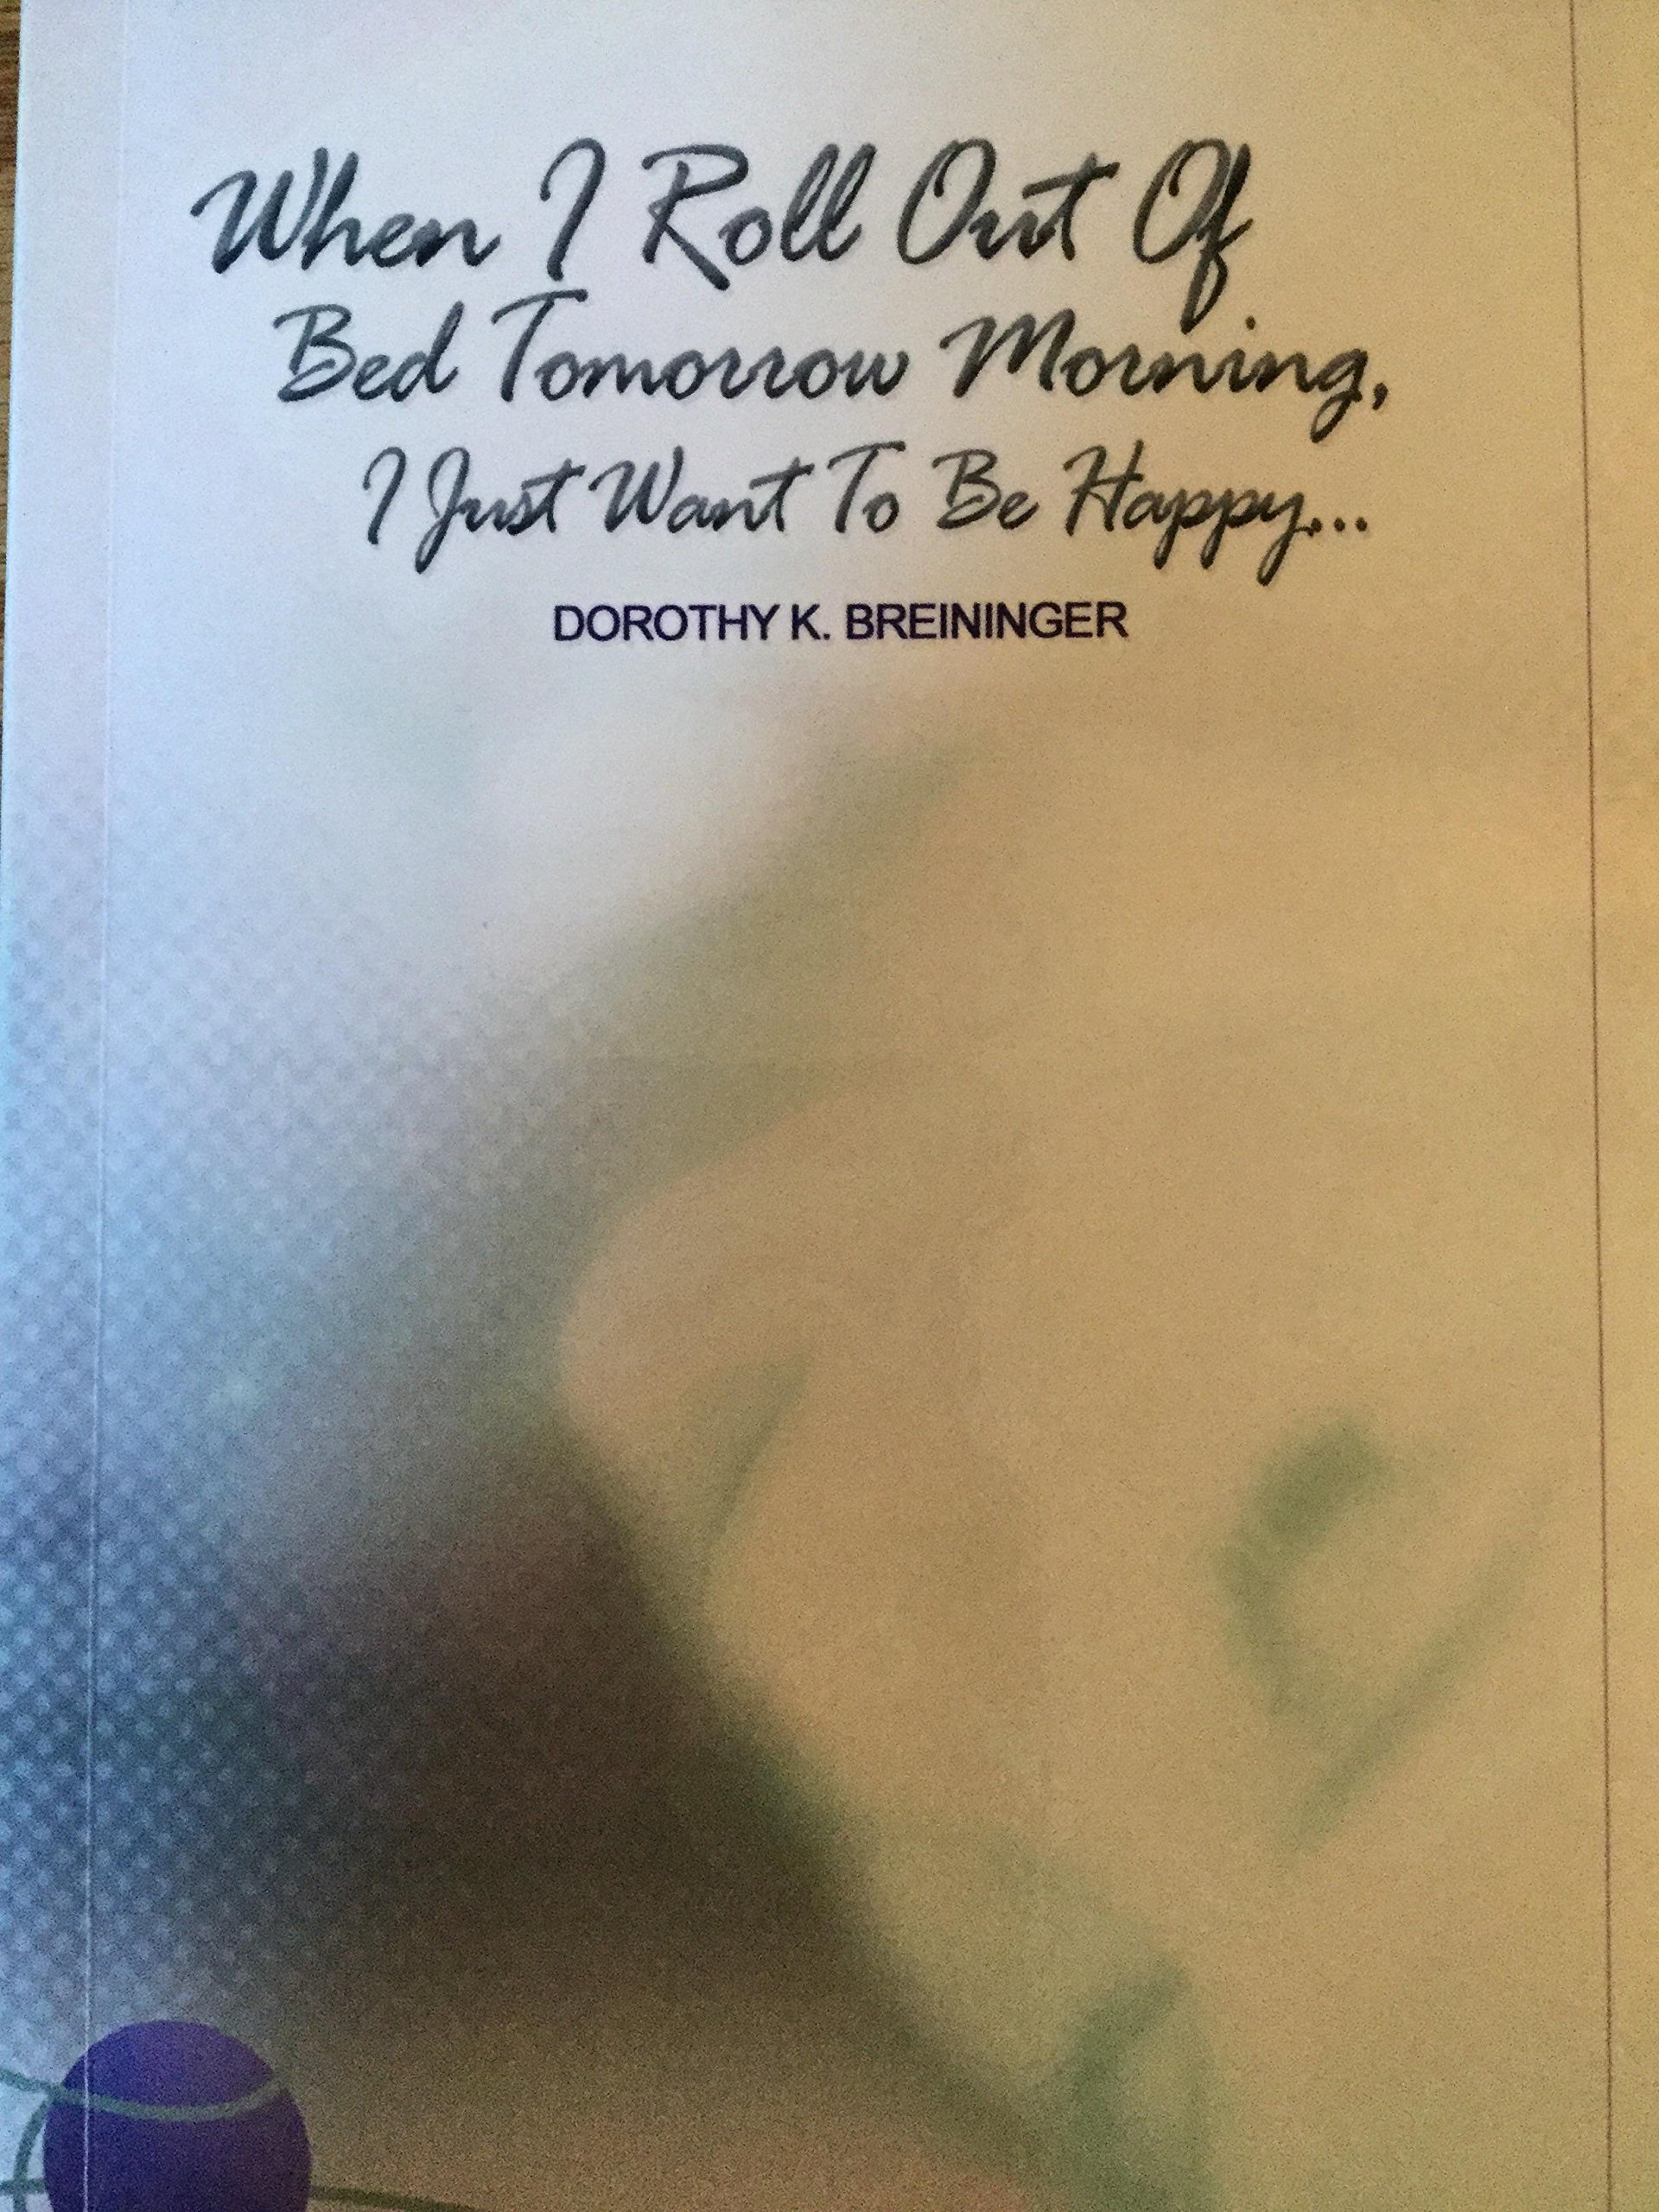 When I Roll Out Of
Bed Tomorrow Morning,
I Just Want To Be Happy...
DOROTHY K. BREININGER